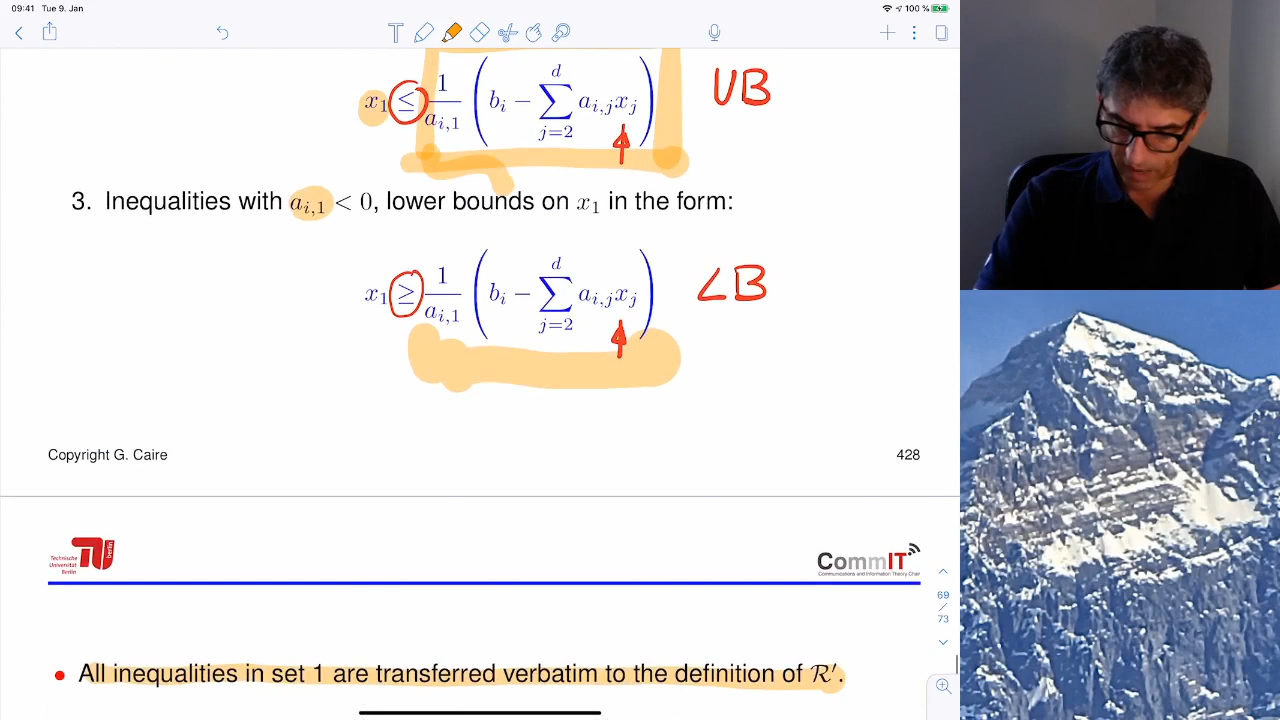 09:41 Tue 9. Jan
100 %
x₁ ≤ 1/a_{i,1} ( b_i − ∑_{j=2}^{d} a_{i,j} x_j ) UB
3. Inequalities with a_{i,1} < 0, lower bounds on x₁ in the form:
x₁ ≥ 1/a_{i,1} ( b_i − ∑_{j=2}^{d} a_{i,j} x_j ) LB
Copyright G. Caire 428
Technische
Universität
Berlin
berlin
CommIT
Communications and Information Theory Chair
69
/
73
• All inequalities in set 1 are transferred verbatim to the definition of ℛ′.